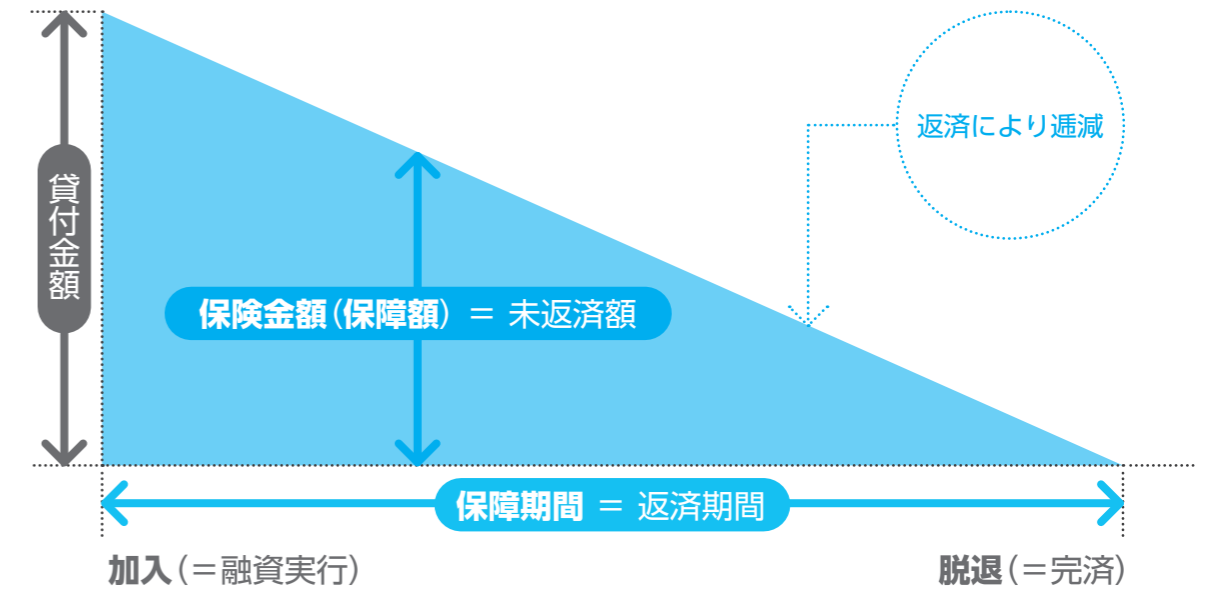 返済により逓減
貸付金額
保険金額(保障額) = 未返済額
保障期間 = 返済期間
加入(=融資実行)
脱退(=完済)